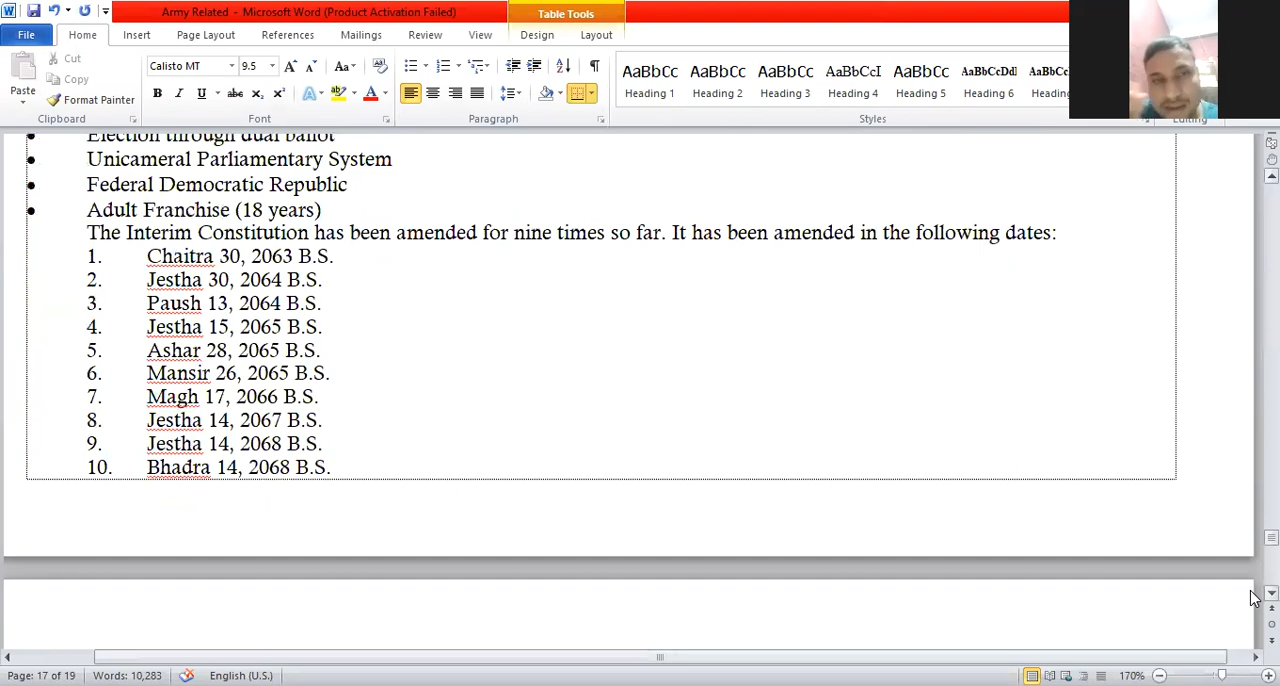 Army Related - Microsoft Word (Product Activation Failed)
Table Tools
File Home Insert Page Layout References Mailings Review View Design Layout
Paste
Cut
Copy
Format Painter
Calisto MT 9.5
AaBbCc AaBbCc AaBbCc AaBbCcI AaBbCc AaBbCcDd AaBbCc
Heading 1 Heading 2 Heading 3 Heading 4 Heading 5 Heading 6 Heading
Clipboard Font Paragraph Styles Editing
• Election through dual ballot
• Unicameral Parliamentary System
• Federal Democratic Republic
• Adult Franchise (18 years)
The Interim Constitution has been amended for nine times so far. It has been amended in the following dates:
1. Chaitra 30, 2063 B.S.
2. Jestha 30, 2064 B.S.
3. Paush 13, 2064 B.S.
4. Jestha 15, 2065 B.S.
5. Ashar 28, 2065 B.S.
6. Mansir 26, 2065 B.S.
7. Magh 17, 2066 B.S.
8. Jestha 14, 2067 B.S.
9. Jestha 14, 2068 B.S.
10. Bhadra 14, 2068 B.S.
Page: 17 of 19 Words: 10,283 English (U.S.) 170%